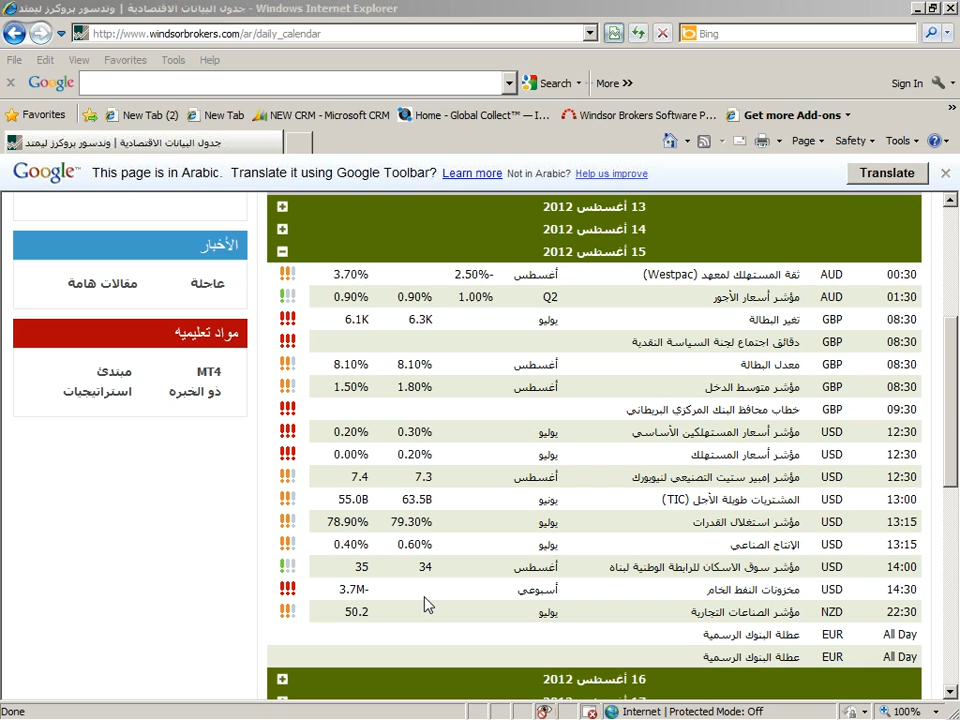 جدول البيانات الاقتصادية | وندسور بروكرز ليمتد - Windows Internet Explorer
http://www.windsorbrokers.com/ar/daily_calendar
Bing
File Edit View Favorites Tools Help
x Google Search More >> Sign In
Favorites New Tab (2) New Tab NEW CRM - Microsoft CRM Home - Global Collect™ — I... Windsor Brokers Software P... Get more Add-ons
جدول البيانات الاقتصادية | وندسور بروكرز ليمتد
Page Safety Tools
Google™ This page is in Arabic. Translate it using Google Toolbar? Learn more Not in Arabic? Help us improve Translate
13 أغسطس 2012
14 أغسطس 2012
15 أغسطس 2012
00:30 AUD ثقة المستهلك لمعهد (Westpac) أغسطس 2.50%- 3.70%
01:30 AUD مؤشر أسعار الأجور Q2 1.00% 0.90% 0.90%
08:30 GBP تغير البطالة يوليو 6.3K 6.1K
08:30 GBP دقائق اجتماع لجنة السياسة النقدية
08:30 GBP معدل البطالة أغسطس 8.10% 8.10%
08:30 GBP مؤشر متوسط الدخل أغسطس 1.80% 1.50%
09:30 GBP خطاب محافظ البنك المركزي البريطاني
12:30 USD مؤشر أسعار المستهلكين الأساسي يوليو 0.30% 0.20%
12:30 USD مؤشر أسعار المستهلك يوليو 0.20% 0.00%
12:30 USD مؤشر إمبير ستيت التصنيعي لنيويورك أغسطس 7.3 7.4
13:00 USD المشتريات طويلة الأجل (TIC) يونيو 63.5B 55.0B
13:15 USD مؤشر استغلال القدرات يوليو 79.30% 78.90%
13:15 USD الإنتاج الصناعي يوليو 0.60% 0.40%
14:00 USD مؤشر سوق الاسكان للرابطة الوطنية لبناه أغسطس 34 35
14:30 USD مخزونات النفط الخام أسبوعي 3.7M-
22:30 NZD مؤشر الصناعات التجارية يوليو 50.2
All Day EUR عطلة البنوك الرسمية
All Day EUR عطلة البنوك الرسمية
16 أغسطس 2012
الأخبار
عاجلة مقالات هامة
مواد تعليمية
MT4 مبتدئ
ذو الخبرة استراتيجيات
Done Internet | Protected Mode: Off 100%